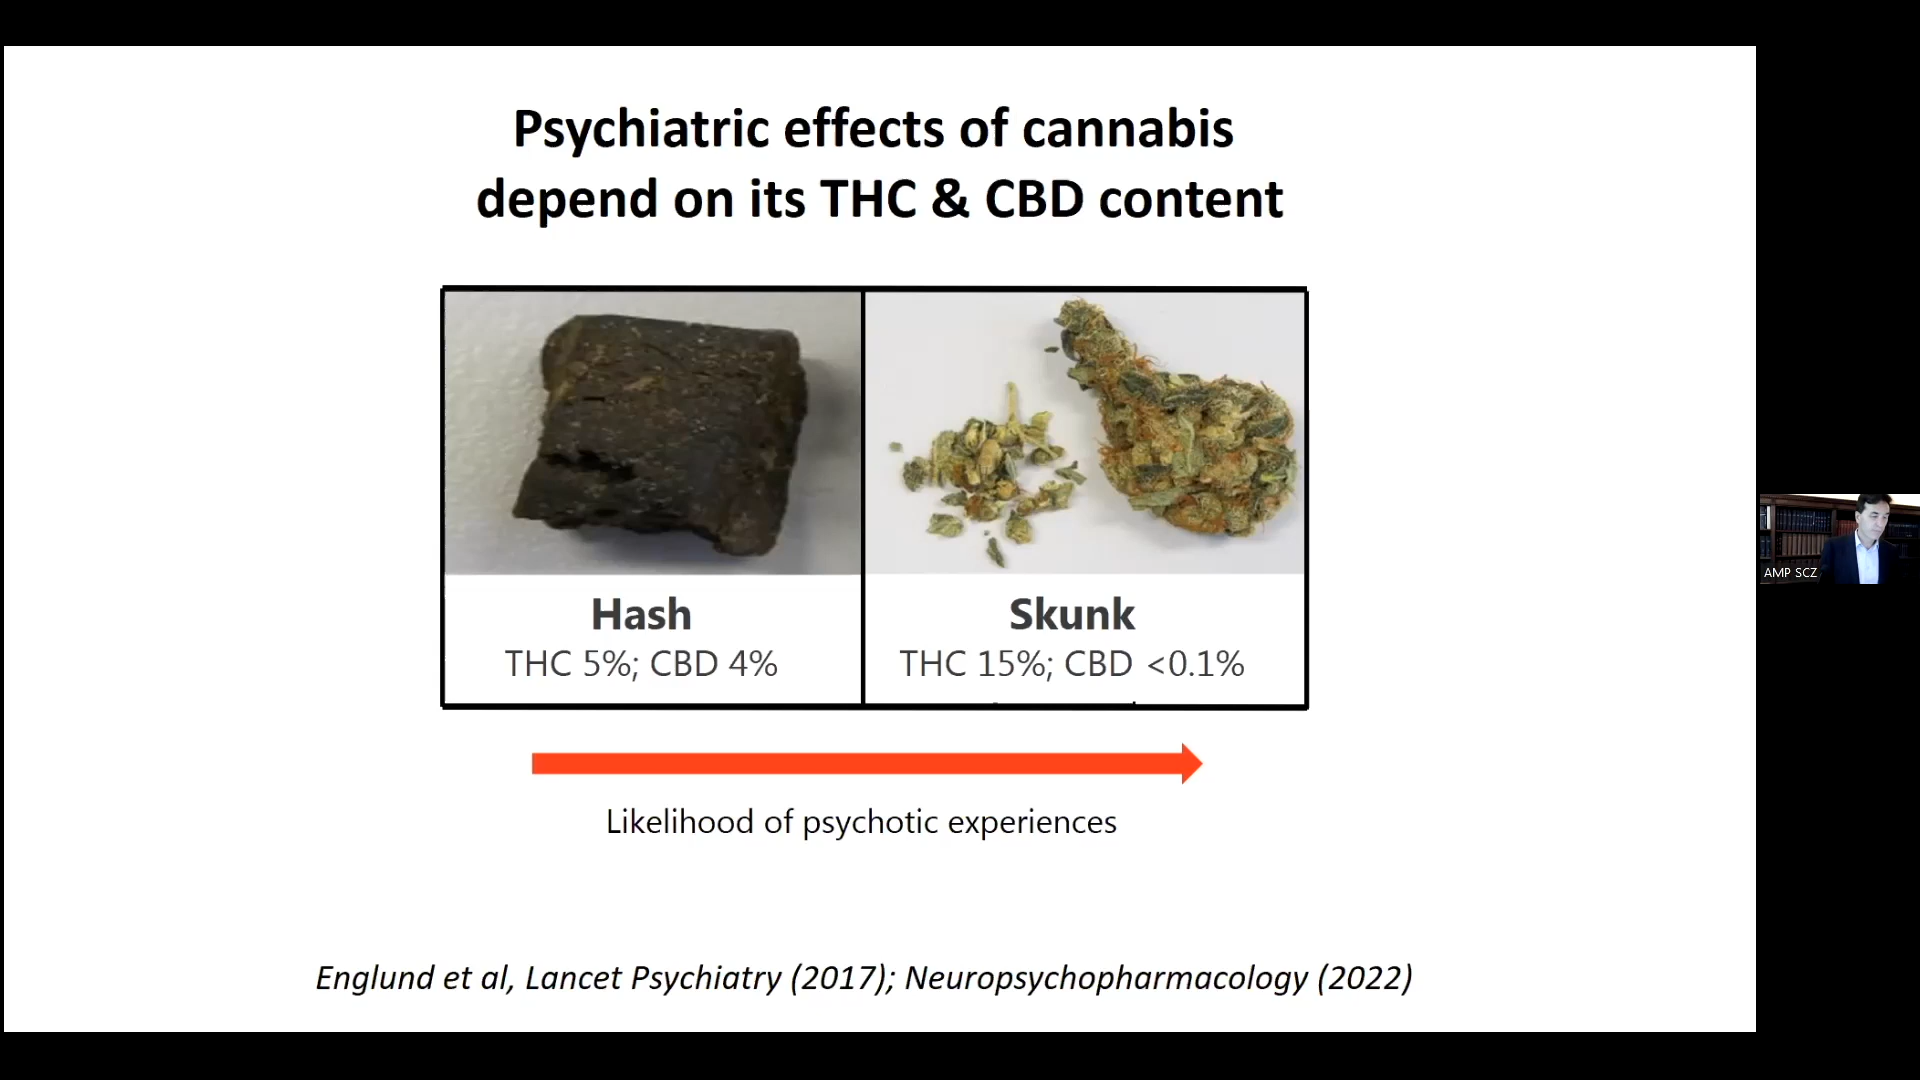 Psychiatric effects of cannabis
depend on its THC & CBD content
Hash
THC 5%; CBD 4%
Skunk
THC 15%; CBD <0.1%
Likelihood of psychotic experiences
AMP SCZ
Englund et al, Lancet Psychiatry (2017); Neuropsychopharmacology (2022)